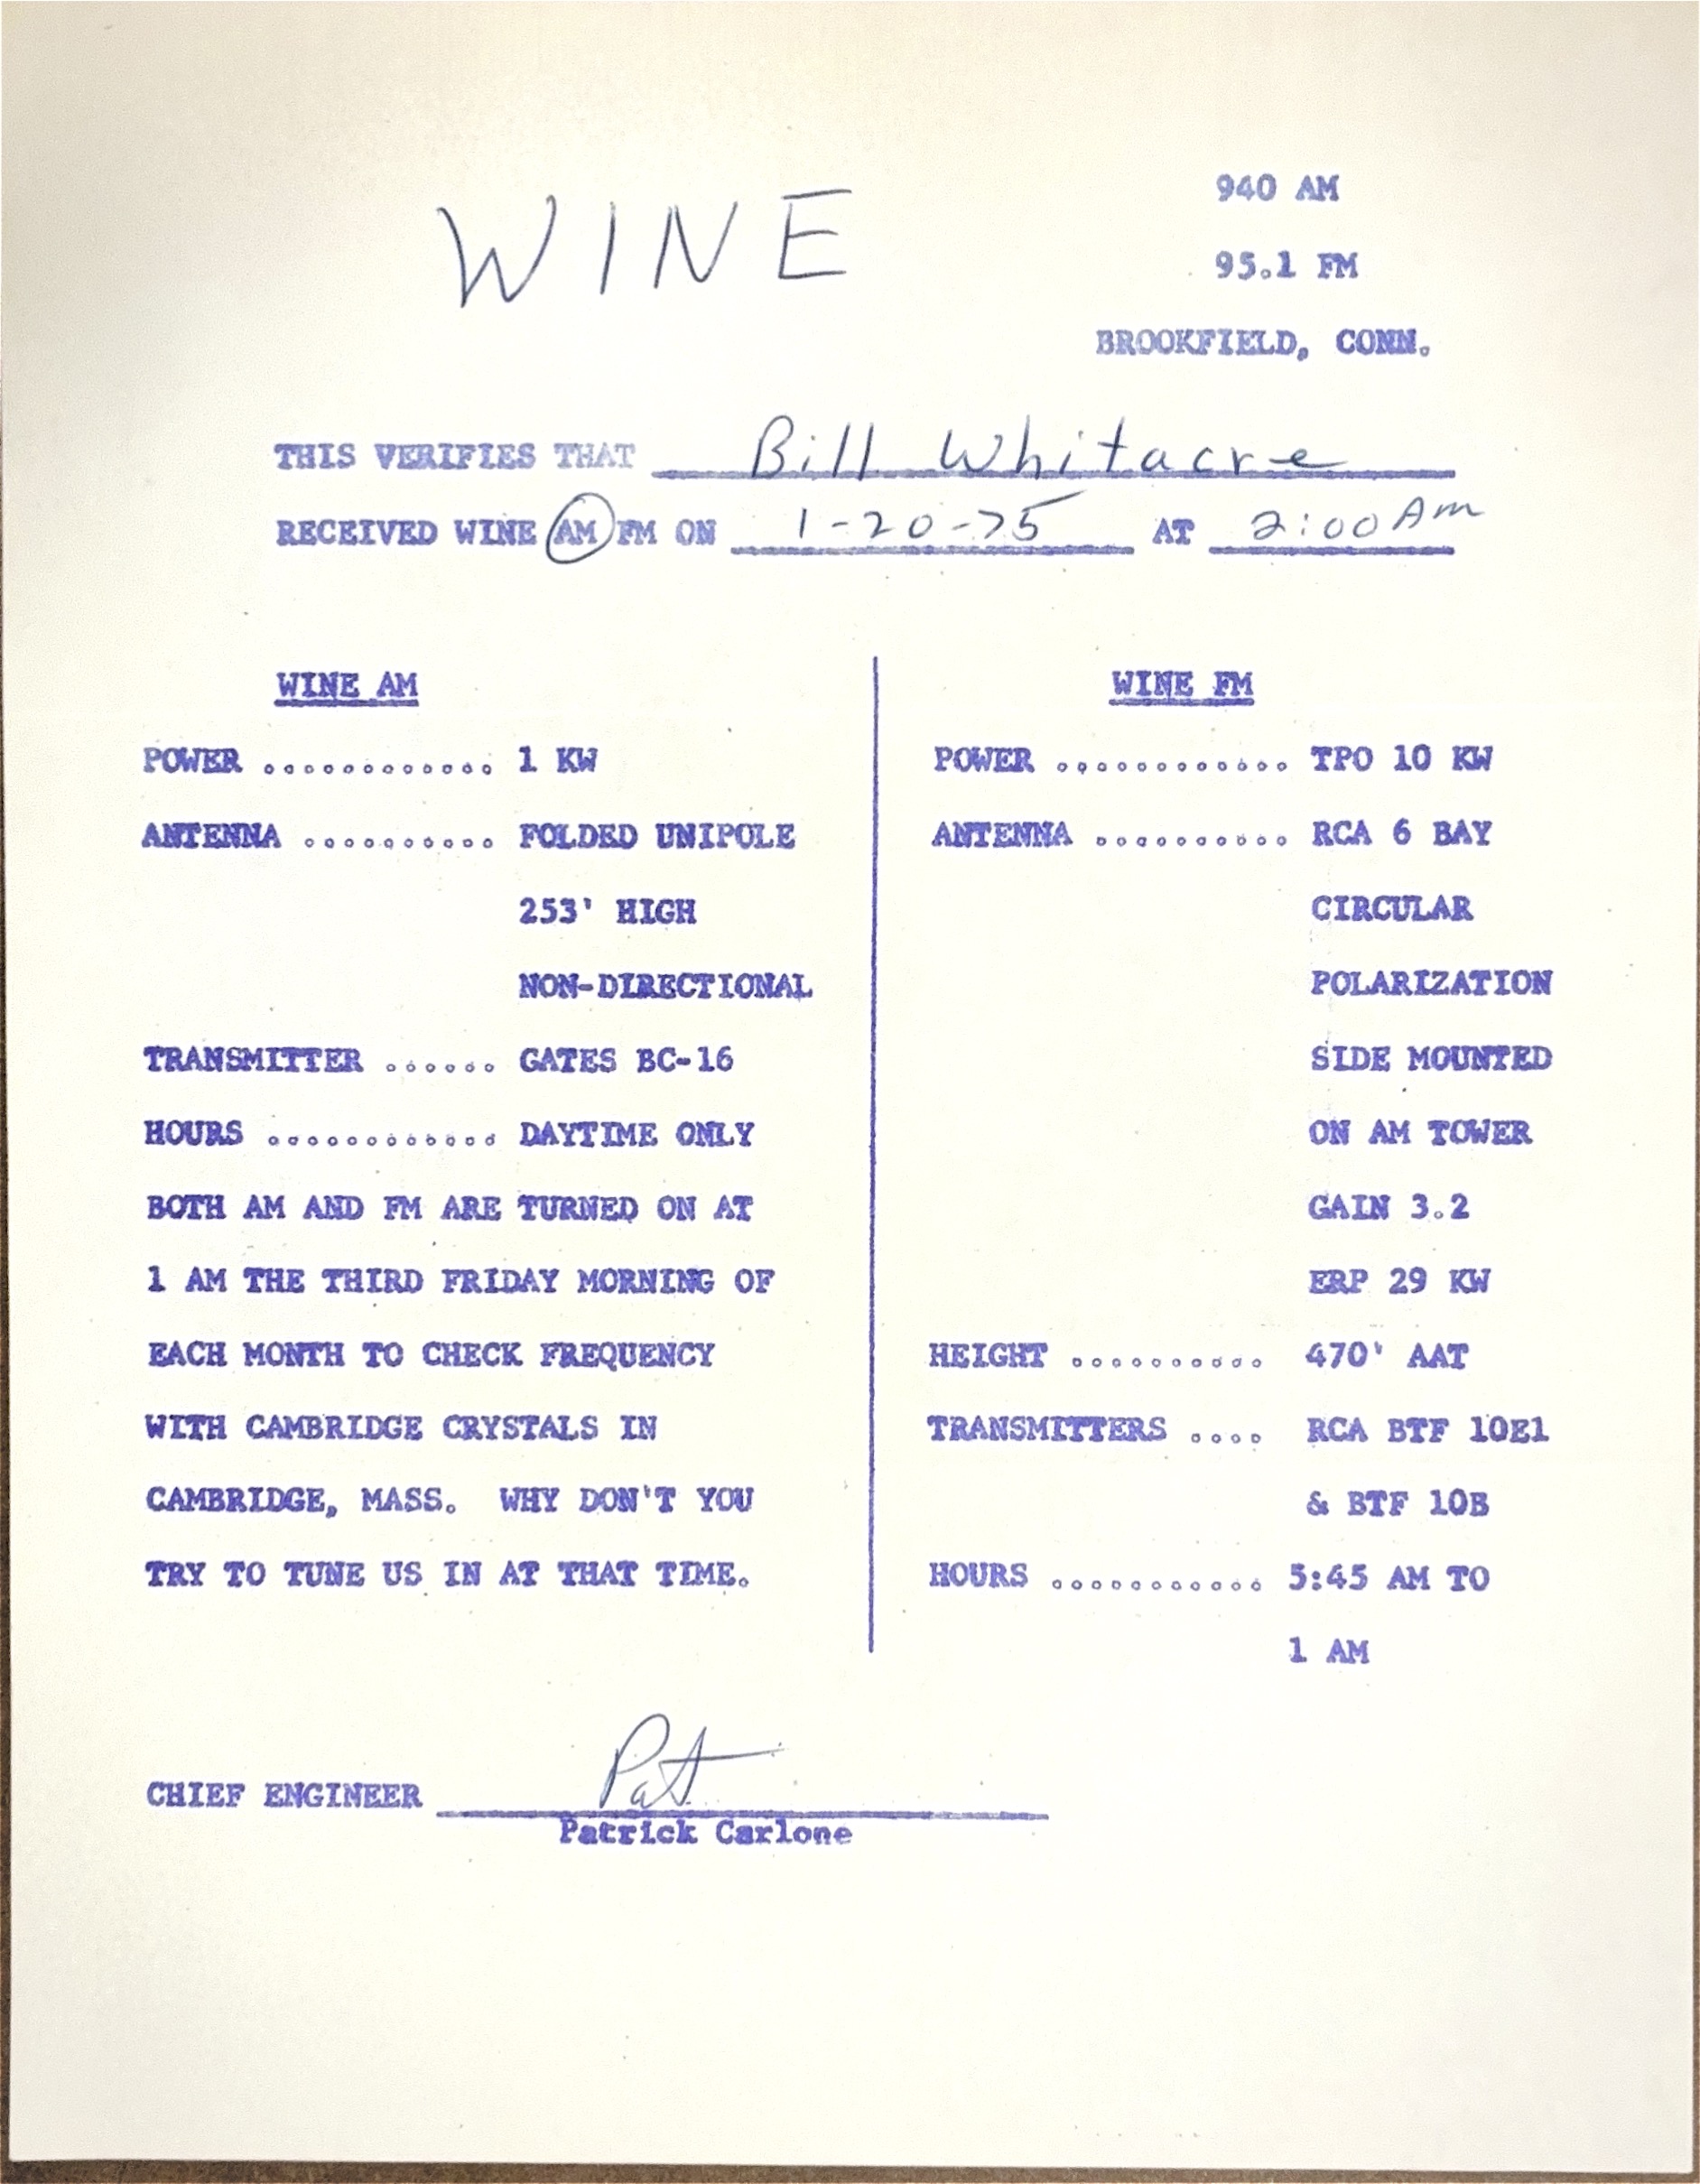 WINE
940 AM
95.1 FM
BROOKFIELD, CONN.
THIS VERIFIES THAT Bill Whitacre
RECEIVED WINE AM FM ON 1-20-75 AT 2:00 AM
WINE AM
POWER ............ 1 KW
ANTENNA .......... FOLDED UNIPOLE
253' HIGH
NON-DIRECTIONAL
TRANSMITTER ...... GATES BC-16
HOURS ............ DAYTIME ONLY
BOTH AM AND FM ARE TURNED ON AT
1 AM THE THIRD FRIDAY MORNING OF
EACH MONTH TO CHECK FREQUENCY
WITH CAMBRIDGE CRYSTALS IN
CAMBRIDGE, MASS. WHY DON'T YOU
TRY TO TUNE US IN AT THAT TIME.
WINE FM
POWER ............ TPO 10 KW
ANTENNA .......... RCA 6 BAY
CIRCULAR
POLARIZATION
SIDE MOUNTED
ON AM TOWER
GAIN 3.2
ERP 29 KW
HEIGHT .......... 470' AAT
TRANSMITTERS .... RCA BTF 10E1
& BTF 10B
HOURS ........... 5:45 AM TO
1 AM
CHIEF ENGINEER Pat
Patrick Carlone